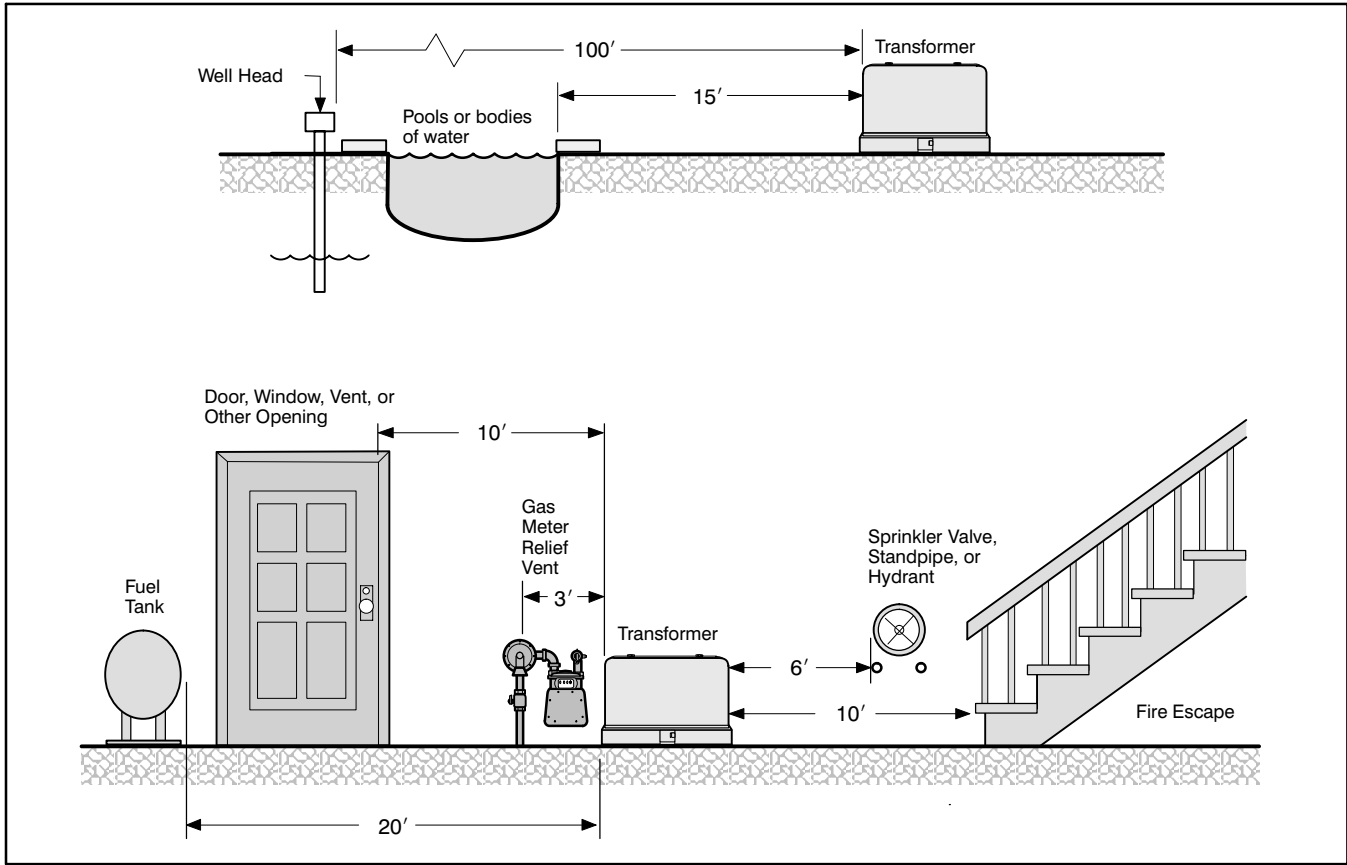 100′
Transformer
Well Head
15′
Pools or bodies
of water
Door, Window, Vent, or
Other Opening
10′
Gas
Meter
Relief
Vent
Sprinkler Valve,
Standpipe, or
Hydrant
Fuel
Tank
3′
Transformer
6′
10′
Fire Escape
20′